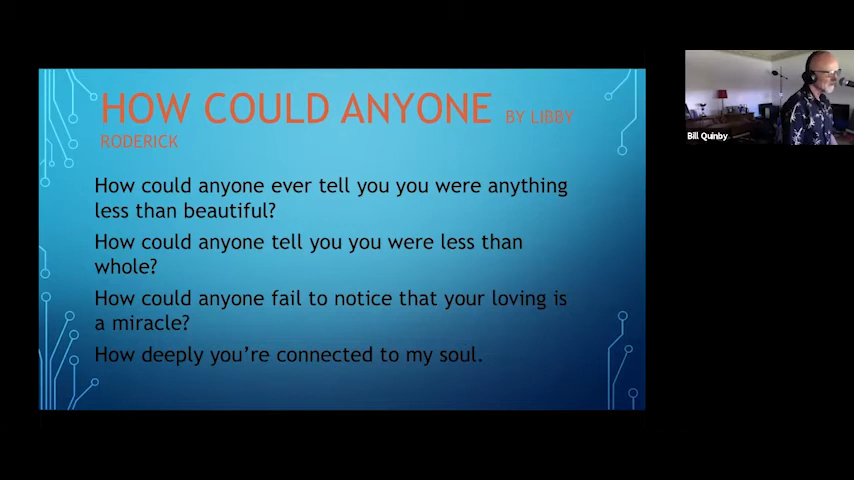 HOW COULD ANYONE BY LIBBY
RODERICK
How could anyone ever tell you you were anything
less than beautiful?
How could anyone tell you you were less than
whole?
How could anyone fail to notice that your loving is
a miracle?
How deeply you're connected to my soul.
Bill Quinby